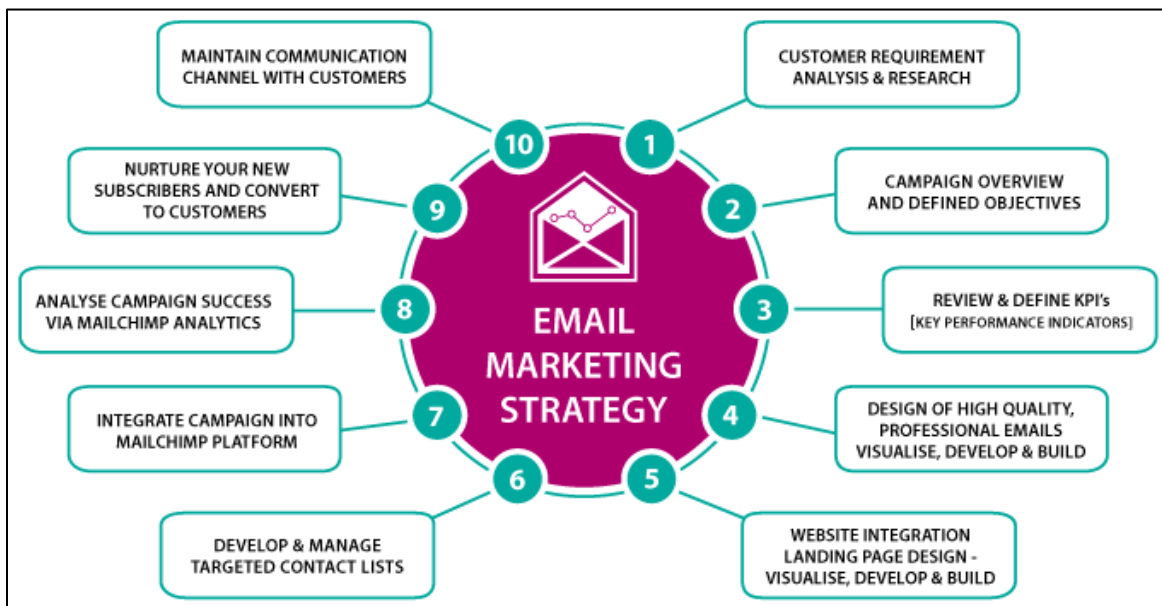 EMAIL
MARKETING
STRATEGY
1
CUSTOMER REQUIREMENT
ANALYSIS & RESEARCH
2
CAMPAIGN OVERVIEW
AND DEFINED OBJECTIVES
3
REVIEW & DEFINE KPI's
[KEY PERFORMANCE INDICATORS]
4
DESIGN OF HIGH QUALITY,
PROFESSIONAL EMAILS
VISUALISE, DEVELOP & BUILD
5
WEBSITE INTEGRATION
LANDING PAGE DESIGN -
VISUALISE, DEVELOP & BUILD
6
DEVELOP & MANAGE
TARGETED CONTACT LISTS
7
INTEGRATE CAMPAIGN INTO
MAILCHIMP PLATFORM
8
ANALYSE CAMPAIGN SUCCESS
VIA MAILCHIMP ANALYTICS
9
NURTURE YOUR NEW
SUBSCRIBERS AND CONVERT
TO CUSTOMERS
10
MAINTAIN COMMUNICATION
CHANNEL WITH CUSTOMERS